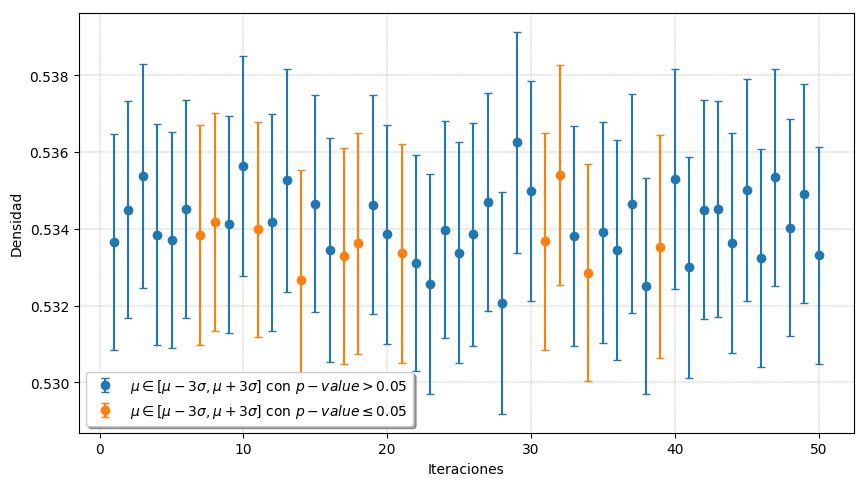 Densidad
0.538
0.536
0.534
0.532
0.530
μ ∈ [μ − 3σ, μ + 3σ] con p − value > 0.05
μ ∈ [μ − 3σ, μ + 3σ] con p − value ≤ 0.05
0 10 20 30 40 50
Iteraciones